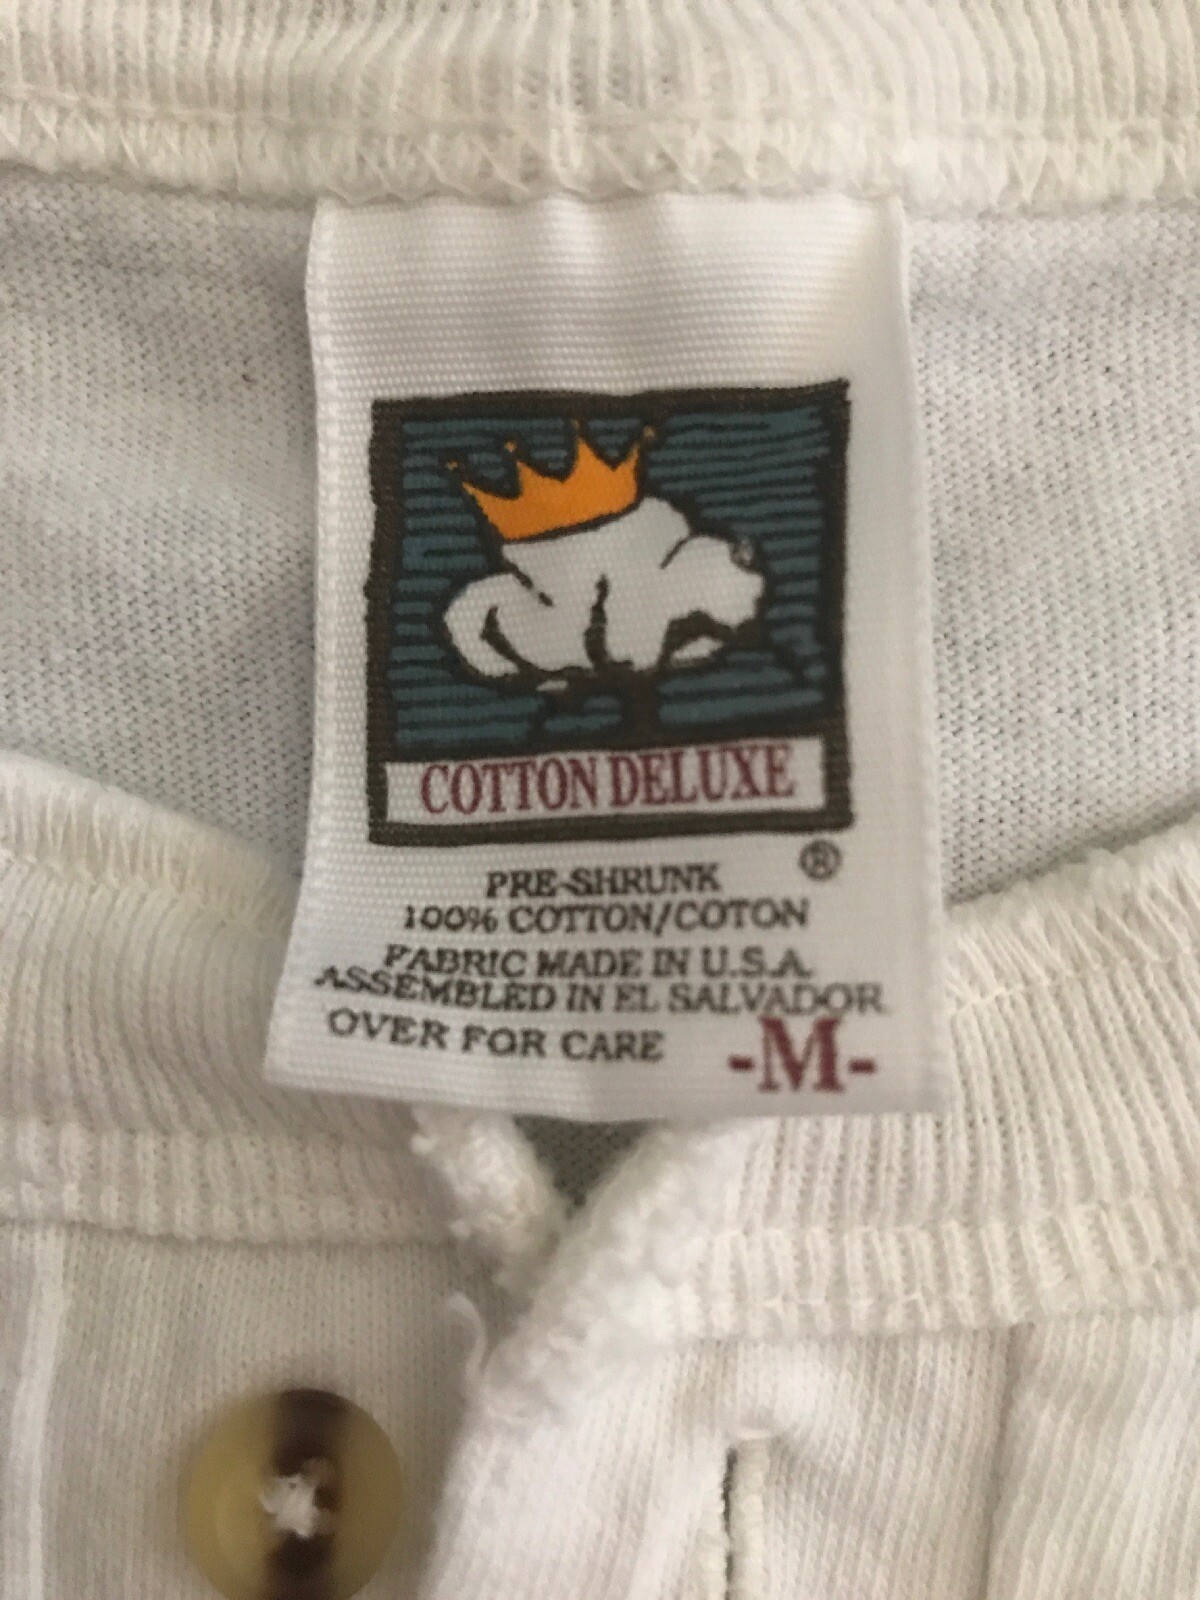 COTTON DELUXE
®
PRE-SHRUNK
100% COTTON/COTON
FABRIC MADE IN U.S.A.
ASSEMBLED IN EL SALVADOR
OVER FOR CARE
-M-